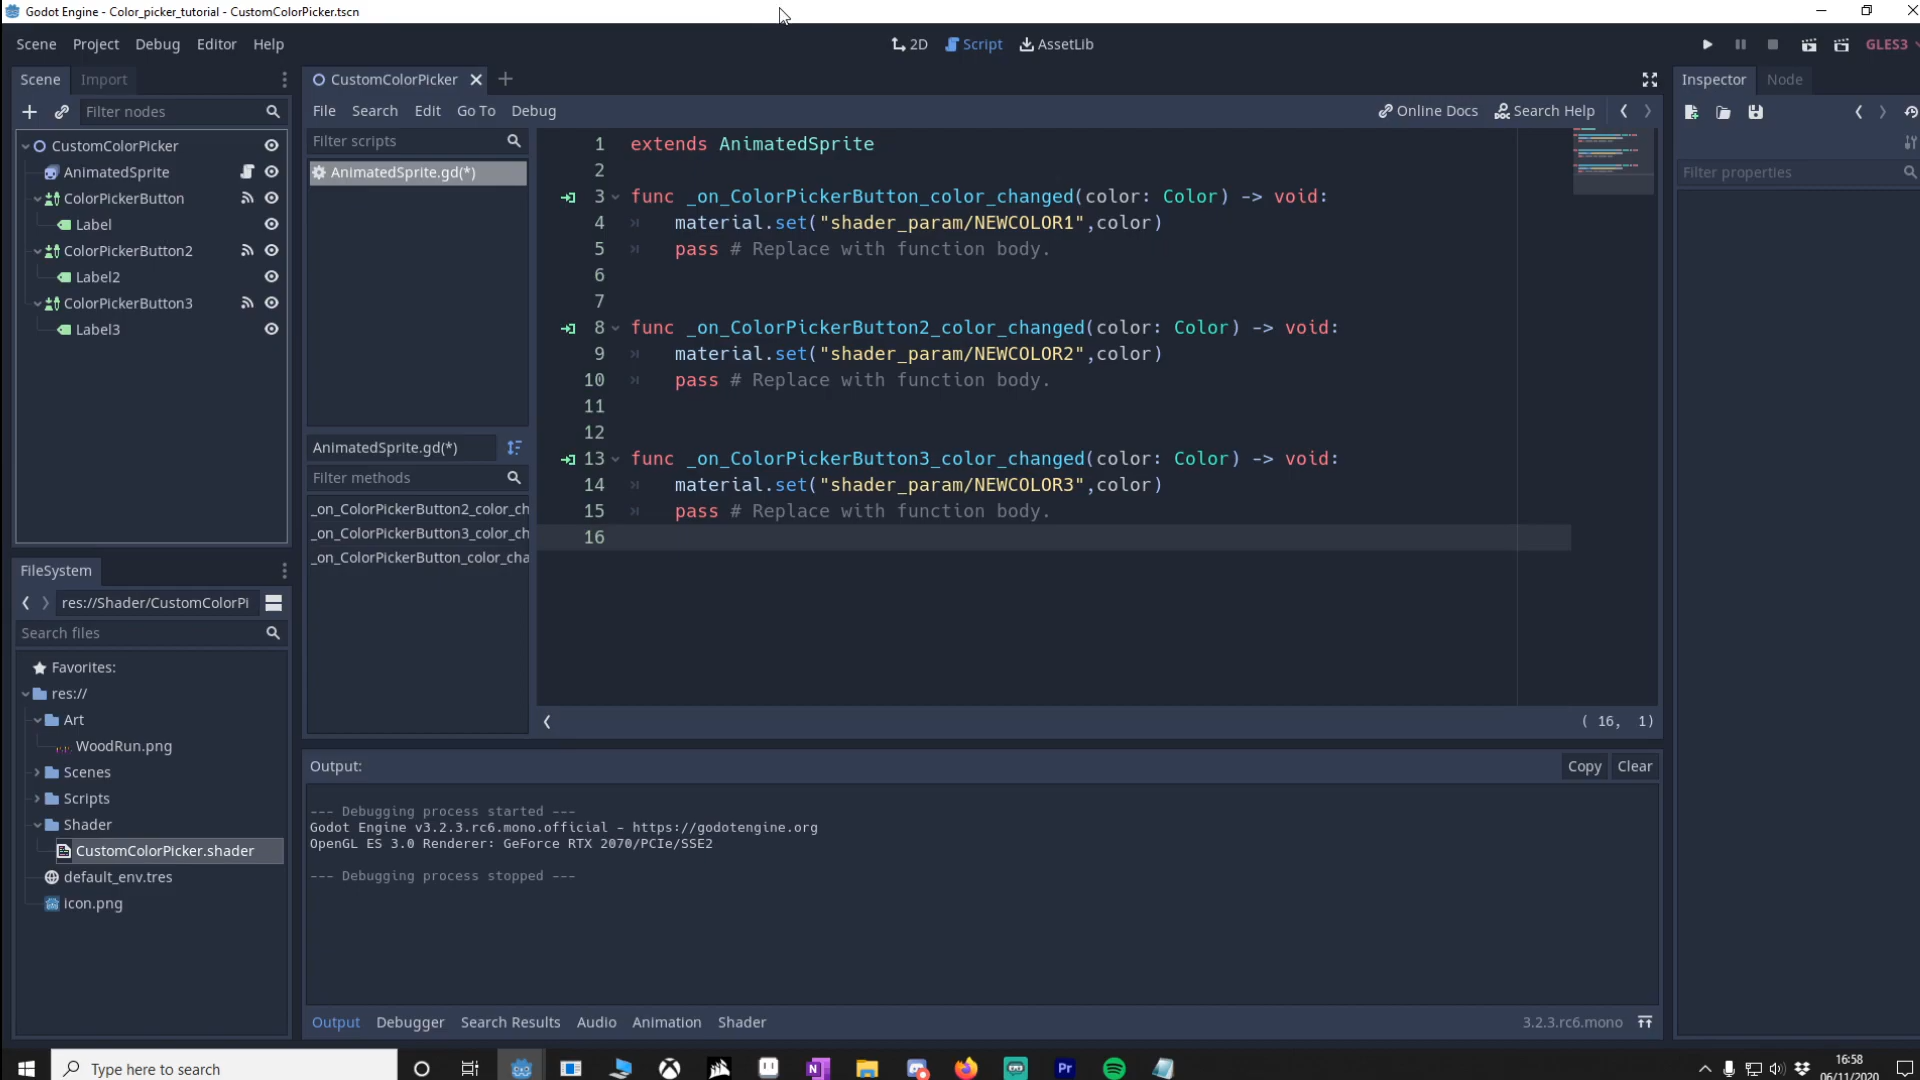 Godot Engine - Color_picker_tutorial - CustomColorPicker.tscn
Scene Project Debug Editor Help
2D Script AssetLib
GLES3
Scene Import
CustomColorPicker
Inspector Node
Filter nodes
File Search Edit Go To Debug
Online Docs Search Help
CustomColorPicker
AnimatedSprite
ColorPickerButton
Label
ColorPickerButton2
Label2
ColorPickerButton3
Label3
Filter scripts
AnimatedSprite.gd(*)
AnimatedSprite.gd(*)
Filter methods
_on_ColorPickerButton2_color_ch
_on_ColorPickerButton3_color_ch
_on_ColorPickerButton_color_cha
1 extends AnimatedSprite
2
3 func _on_ColorPickerButton_color_changed(color: Color) -> void:
4 material.set("shader_param/NEWCOLOR1",color)
5 pass # Replace with function body.
6
7
8 func _on_ColorPickerButton2_color_changed(color: Color) -> void:
9 material.set("shader_param/NEWCOLOR2",color)
10 pass # Replace with function body.
11
12
13 func _on_ColorPickerButton3_color_changed(color: Color) -> void:
14 material.set("shader_param/NEWCOLOR3",color)
15 pass # Replace with function body.
16
( 16, 1)
Filter properties
FileSystem
res://Shader/CustomColorPi
Search files
Favorites:
res://
Art
WoodRun.png
Scenes
Scripts
Shader
CustomColorPicker.shader
default_env.tres
icon.png
Output:
Copy Clear
--- Debugging process started ---
Godot Engine v3.2.3.rc6.mono.official - https://godotengine.org
OpenGL ES 3.0 Renderer: GeForce RTX 2070/PCIe/SSE2
--- Debugging process stopped ---
Output Debugger Search Results Audio Animation Shader
3.2.3.rc6.mono
Type here to search
N
Pr
16:58
06/11/2020